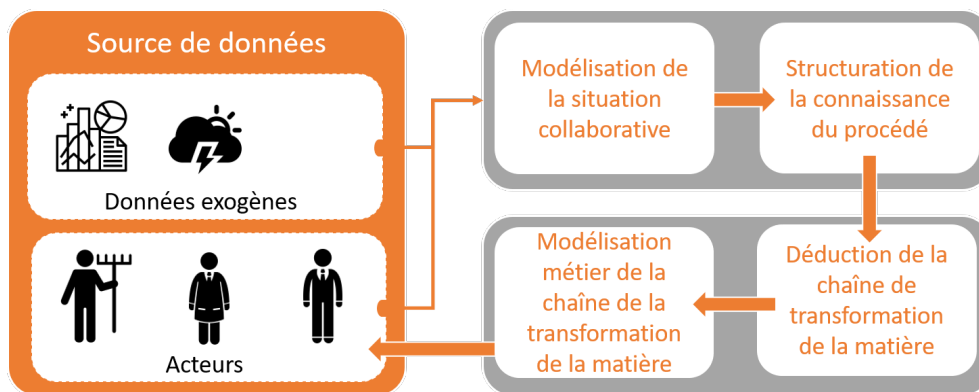 Source de données
Données exogènes
Acteurs
Modélisation de
la situation
collaborative
Structuration de
la connaissance
du procédé
Modélisation
métier de la
chaîne de la
transformation
de la matière
Déduction de la
chaîne de
transformation
de la matière